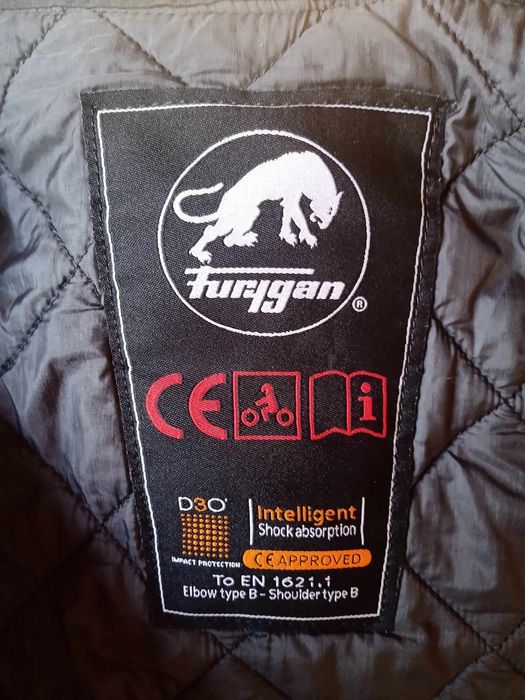 Furygan®
CE i
D3O®
Intelligent
Shock absorption
IMPACT PROTECTION
CE APPROVED
To EN 1621.1
Elbow type B - Shoulder type B